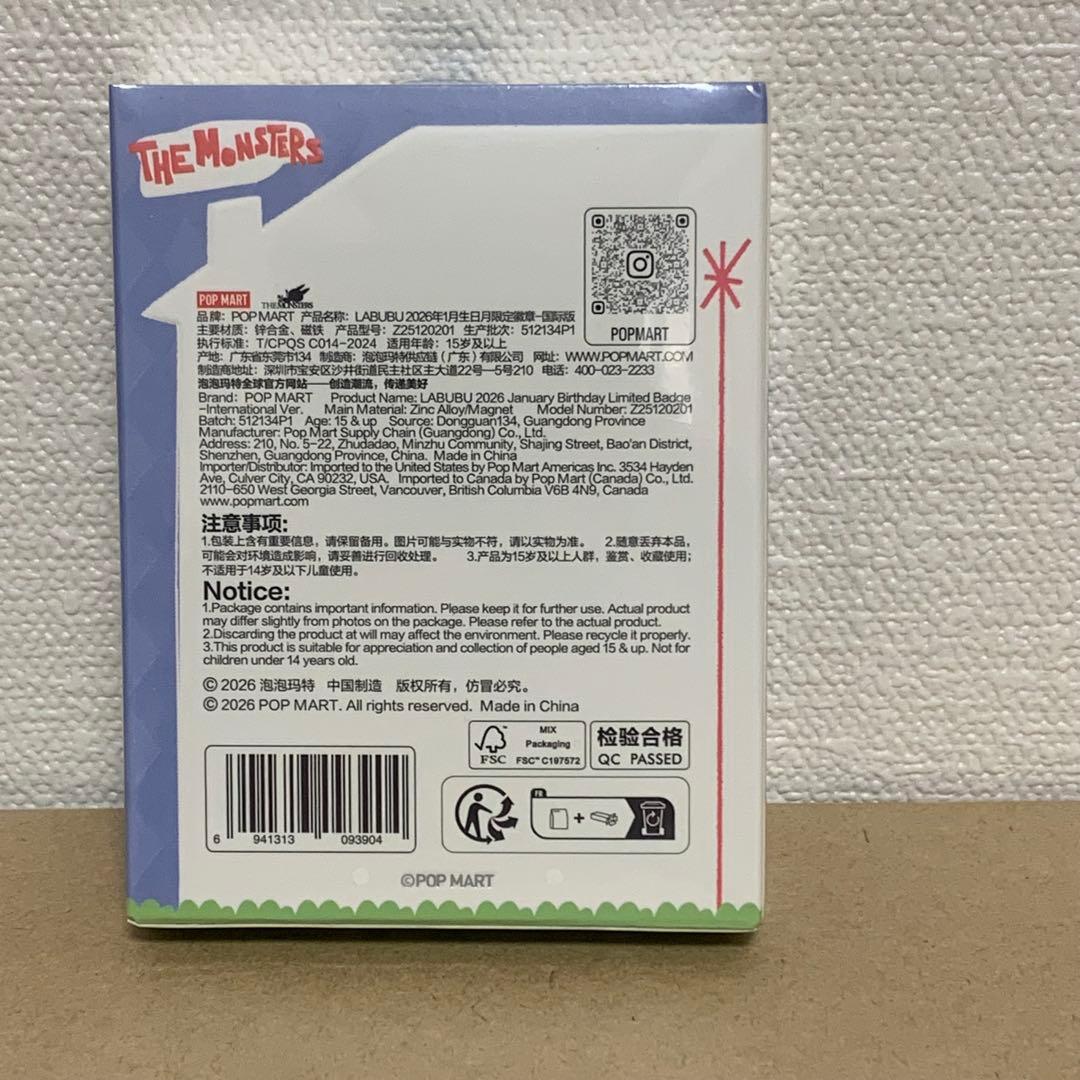 THE MONSTERS
POP MART THE MONSTERS
品牌：POP MART 产品名称：LABUBU 2026年1月生日月限定徽章-国际版
主要材质：锌合金、磁铁 产品型号：Z25120201 生产批次：512134P1
执行标准：T/CPQS C014-2024 适用年龄：15岁及以上
产地：广东省东莞市134 制造商：泡泡玛特供应链（广东）有限公司 网址：WWW.POPMART.COM
制造商地址：深圳市宝安区沙井街道民主社区主大道22号—5号210 电话：400-023-2233
泡泡玛特全球官方网站——创造潮流，传递美好
POPMART
Brand：POP MART Product Name: LABUBU 2026 January Birthday Limited Badge
-International Ver. Main Material: Zinc Alloy/Magnet Model Number: Z25120201
Batch: 512134P1 Age: 15 & up Source: Dongguan134, Guangdong Province
Manufacturer: Pop Mart Supply Chain (Guangdong) Co., Ltd.
Address: 210, No. 5-22, Zhudadao, Minzhu Community, Shajing Street, Bao'an District,
Shenzhen, Guangdong Province, China. Made in China
Importer/Distributor: Imported to the United States by Pop Mart Americas Inc. 3534 Hayden
Ave, Culver City, CA 90232, USA. Imported to Canada by Pop Mart (Canada) Co., Ltd.
2110-650 West Georgia Street, Vancouver, British Columbia V6B 4N9, Canada
www.popmart.com
注意事项:
1.包装上含有重要信息，请保留备用。图片可能与实物不符，请以实物为准。 2.随意丢弃本品，
可能会对环境造成影响，请妥善进行回收处理。 3.产品为15岁及以上人群，鉴赏、收藏使用；
不适用于14岁及以下儿童使用。
Notice:
1.Package contains important information. Please keep it for further use. Actual product
may differ slightly from photos on the package. Please refer to the actual product.
2.Discarding the product at will may affect the environment. Please recycle it properly.
3.This product is suitable for appreciation and collection of people aged 15 & up. Not for
children under 14 years old.
© 2026 泡泡玛特 中国制造 版权所有，仿冒必究。
© 2026 POP MART. All rights reserved. Made in China
FSC™ MIX
Packaging
FSC™ C197572
检验合格
QC PASSED
FR
6 941313 093904
©POP MART